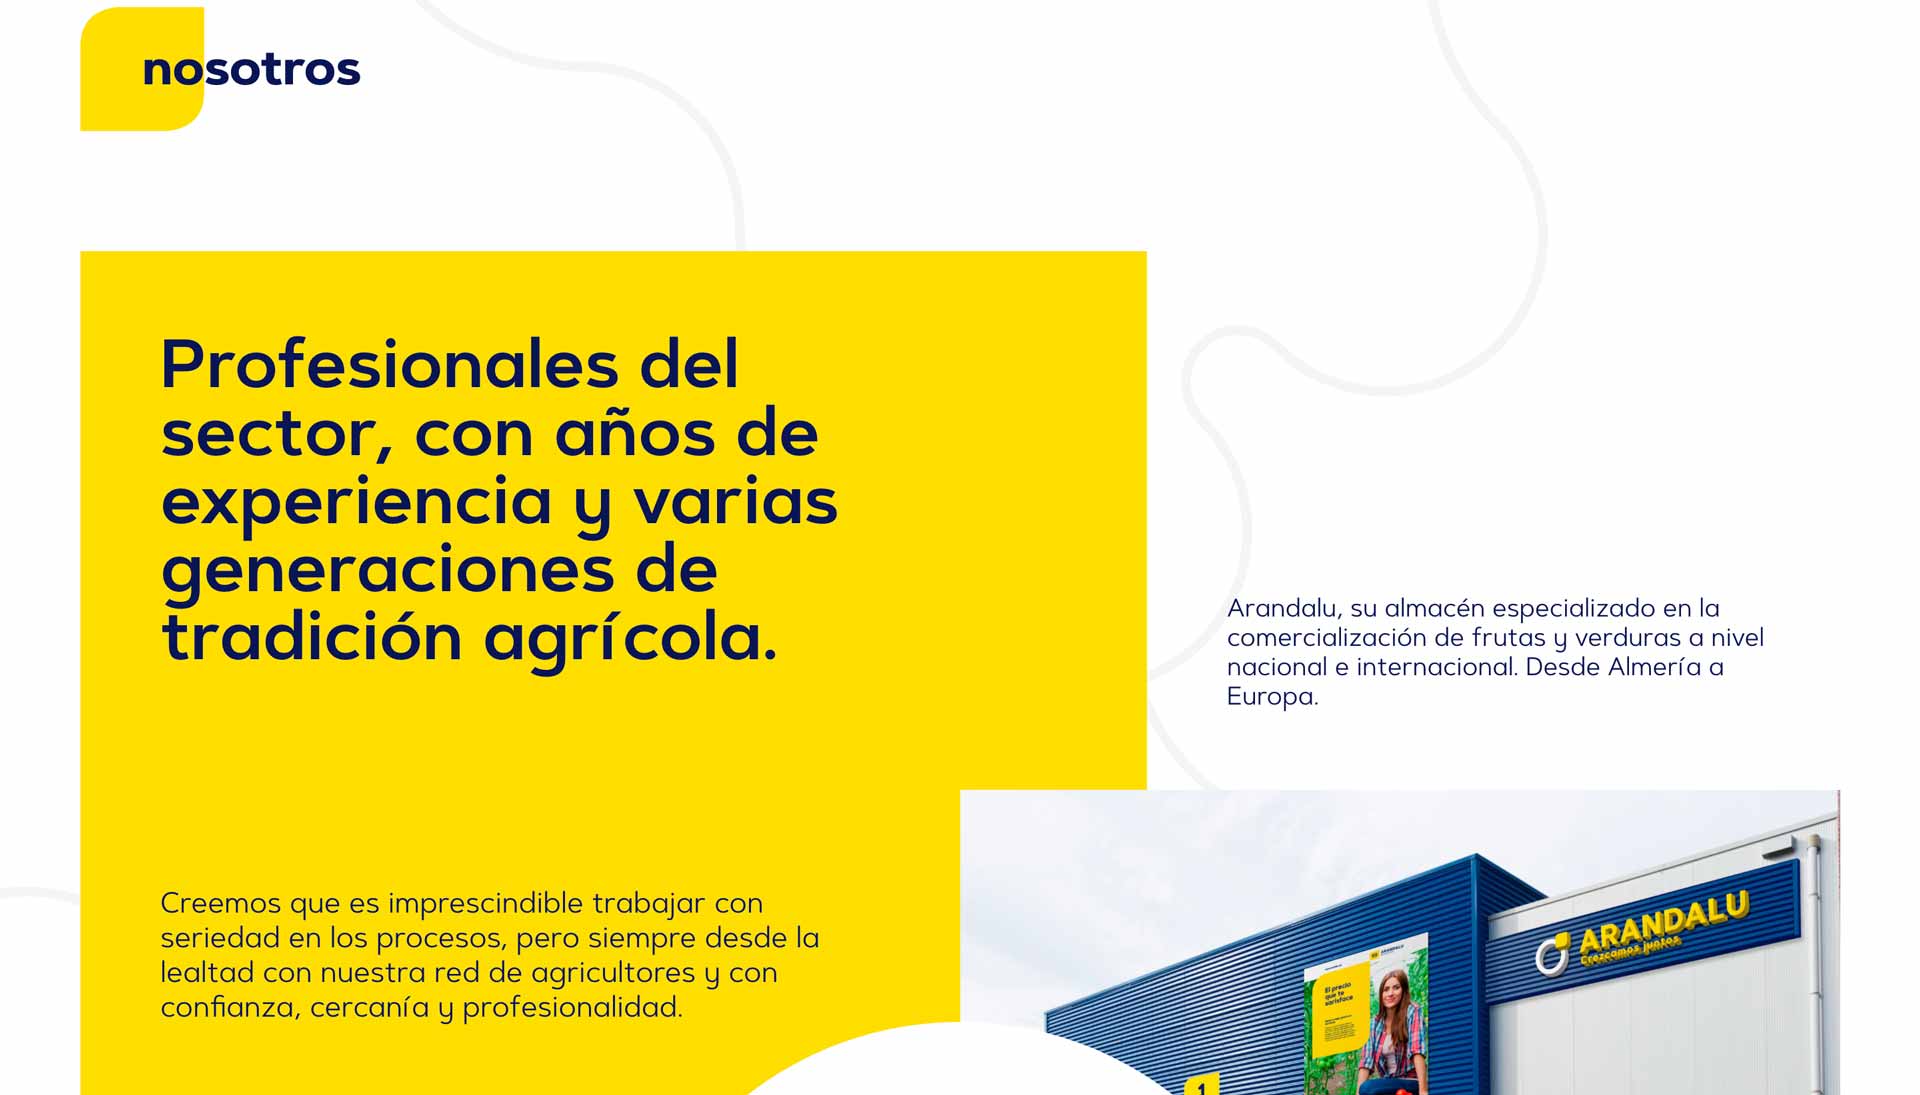 nosotros
Profesionales del
sector, con años de
experiencia y varias
generaciones de
tradición agrícola.
Arandalu, su almacén especializado en la
comercialización de frutas y verduras a nivel
nacional e internacional. Desde Almería a
Europa.
Creemos que es imprescindible trabajar con
seriedad en los procesos, pero siempre desde la
lealtad con nuestra red de agricultores y con
confianza, cercanía y profesionalidad.
ARANDALU
Crezcamos juntos
ARANDALU
El precio
que te
satisface
1